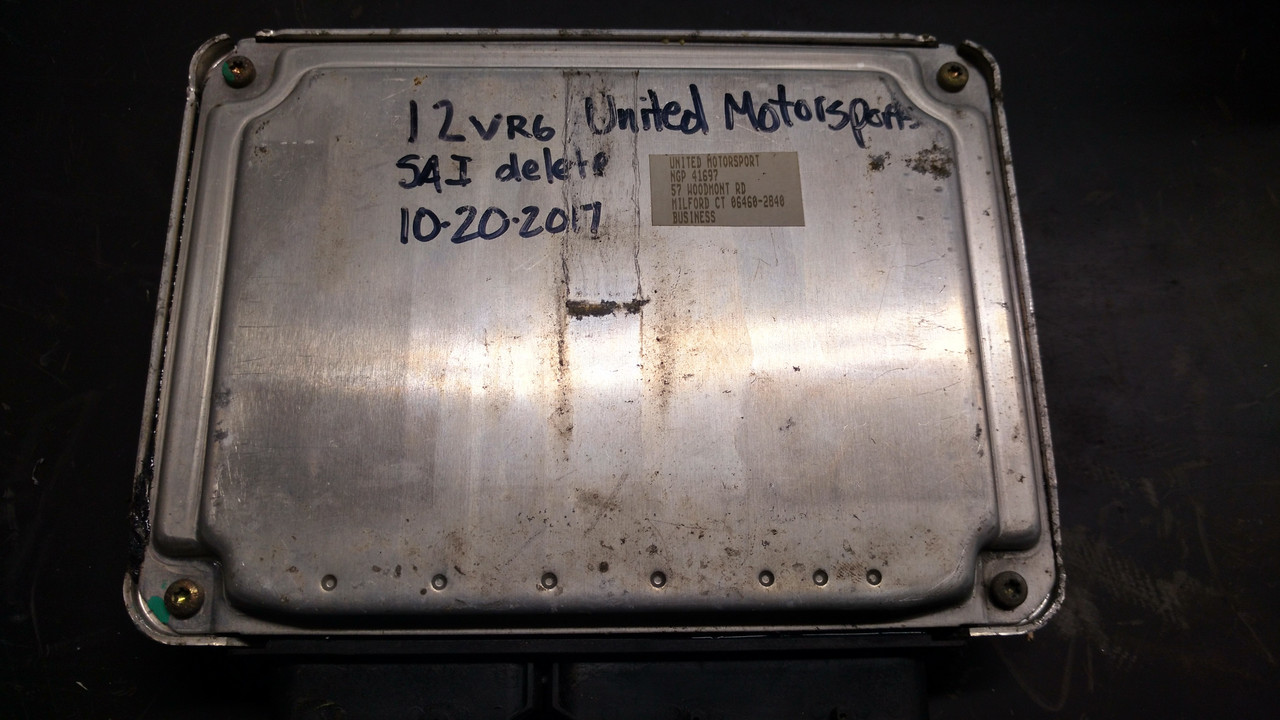 12VR6 United Motorsports
SAI delete
10-20-2017
UNITED MOTORSPORT
NGP 41697
57 WOODMONT RD
MILFORD CT 06460-2840
BUSINESS